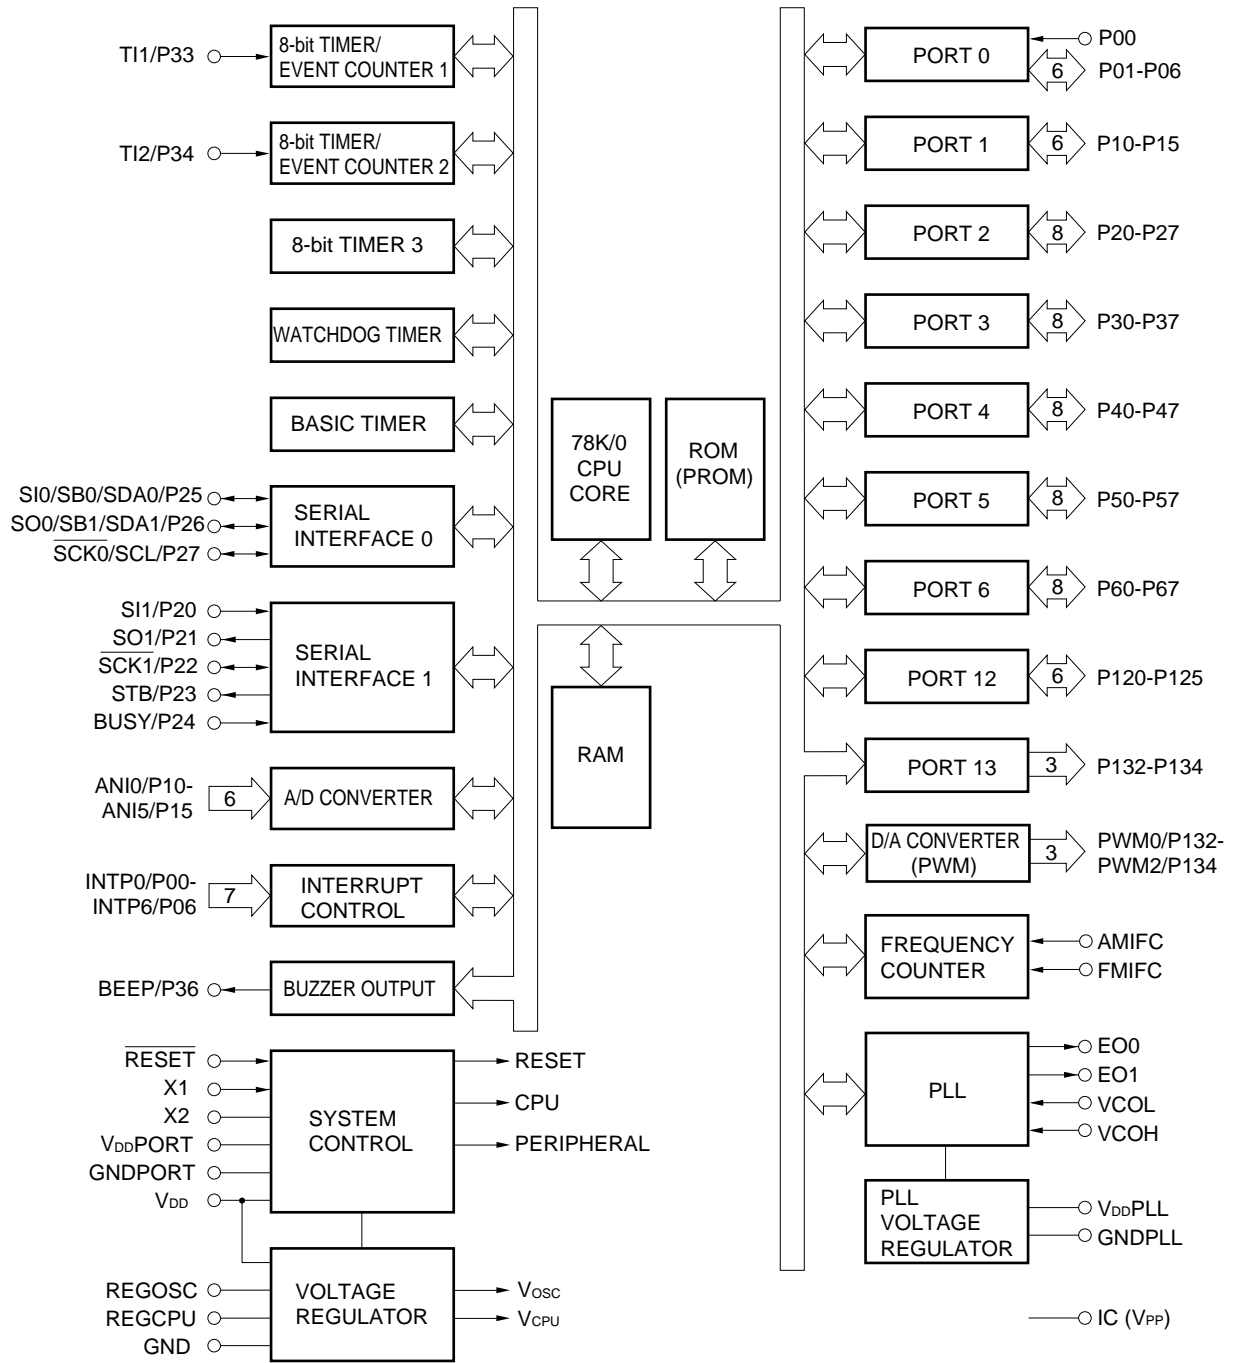 TI1/P33
8-bit TIMER/
EVENT COUNTER 1
TI2/P34
8-bit TIMER/
EVENT COUNTER 2
8-bit TIMER 3
WATCHDOG TIMER
BASIC TIMER
SI0/SB0/SDA0/P25
SO0/SB1/SDA1/P26
SCK0/SCL/P27
SERIAL
INTERFACE 0
SI1/P20
SO1/P21
SCK1/P22
STB/P23
BUSY/P24
SERIAL
INTERFACE 1
ANI0/P10-
ANI5/P15
6
A/D CONVERTER
INTP0/P00-
INTP6/P06
7
INTERRUPT
CONTROL
BEEP/P36
BUZZER OUTPUT
RESET
X1
X2
VDDPORT
GNDPORT
VDD
SYSTEM
CONTROL
RESET
CPU
PERIPHERAL
REGOSC
REGCPU
GND
VOLTAGE
REGULATOR
VOSC
VCPU
78K/0
CPU
CORE
ROM
(PROM)
RAM
PORT 0
P00
6
P01-P06
PORT 1
6
P10-P15
PORT 2
8
P20-P27
PORT 3
8
P30-P37
PORT 4
8
P40-P47
PORT 5
8
P50-P57
PORT 6
8
P60-P67
PORT 12
6
P120-P125
PORT 13
3
P132-P134
D/A CONVERTER
(PWM)
3
PWM0/P132-
PWM2/P134
FREQUENCY
COUNTER
AMIFC
FMIFC
PLL
EO0
EO1
VCOL
VCOH
PLL
VOLTAGE
REGULATOR
VDDPLL
GNDPLL
IC (VPP)